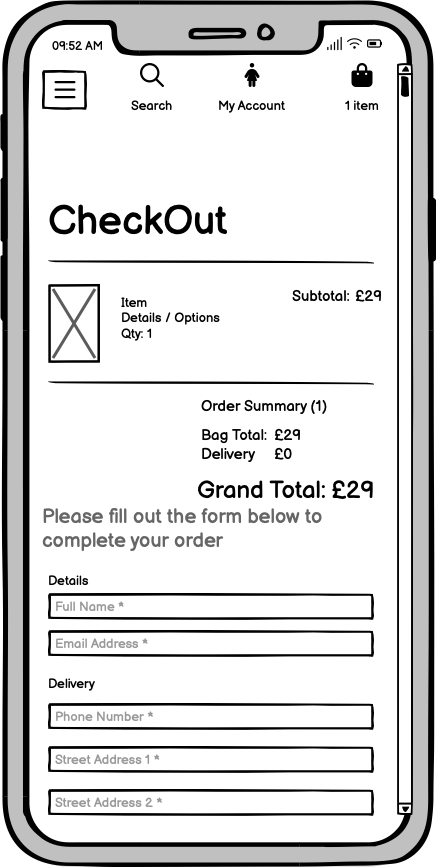 09:52 AM
Search
My Account
1 item
CheckOut
Item
Details / Options
Qty: 1
Subtotal: £29
Order Summary (1)
Bag Total: £29
Delivery £0
Grand Total: £29
Please fill out the form below to
complete your order
Details
Full Name *
Email Address *
Delivery
Phone Number *
Street Address 1 *
Street Address 2 *